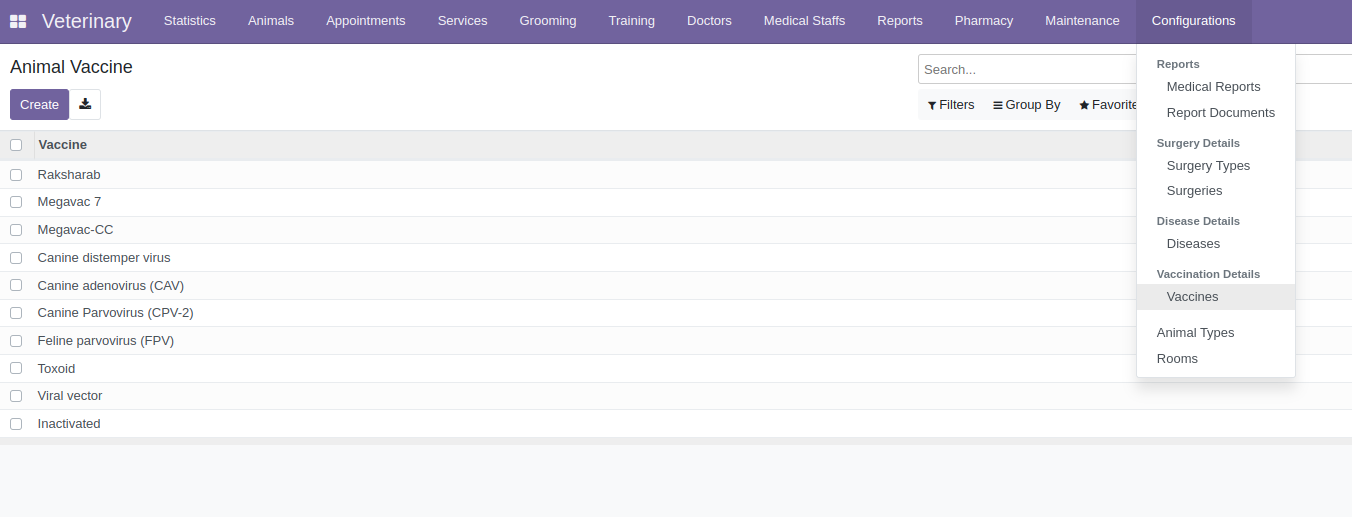 Veterinary Statistics Animals Appointments Services Grooming Training Doctors Medical Staffs Reports Pharmacy Maintenance Configurations
Animal Vaccine
Search...
Create
Filters Group By Favorite
Vaccine
Raksharab
Megavac 7
Megavac-CC
Canine distemper virus
Canine adenovirus (CAV)
Canine Parvovirus (CPV-2)
Feline parvovirus (FPV)
Toxoid
Viral vector
Inactivated
Reports
Medical Reports
Report Documents
Surgery Details
Surgery Types
Surgeries
Disease Details
Diseases
Vaccination Details
Vaccines
Animal Types
Rooms